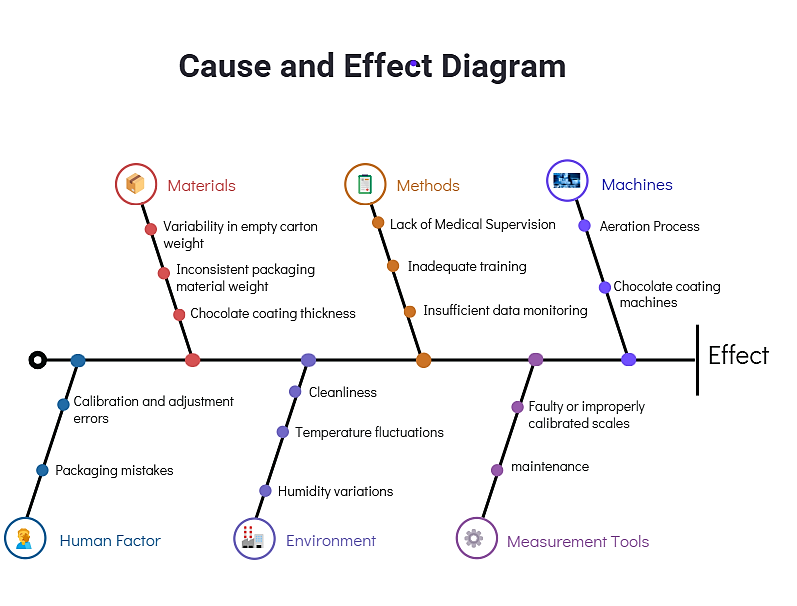 Cause and Effect Diagram
Materials
Methods
Machines
Variability in empty carton
weight
Inconsistent packaging
material weight
Chocolate coating thickness
Lack of Medical Supervision
Inadequate training
Insufficient data monitoring
Aeration Process
Chocolate coating
machines
Effect
Calibration and adjustment
errors
Packaging mistakes
Human Factor
Cleanliness
Temperature fluctuations
Humidity variations
Environment
Faulty or improperly
calibrated scales
maintenance
Measurement Tools